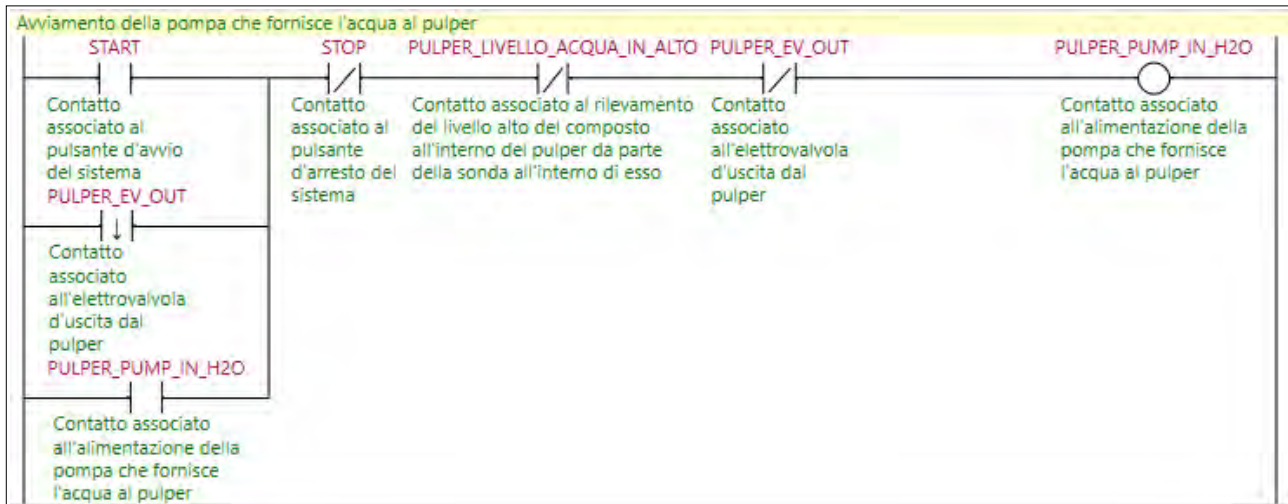 Avviamento della pompa che fornisce l'acqua al pulper
START
STOP
PULPER_LIVELLO_ACQUA_IN_ALTO
PULPER_EV_OUT
PULPER_PUMP_IN_H2O
Contatto
associato al
pulsante d'avvio
del sistema
Contatto
associato al
pulsante
d'arresto del
sistema
Contatto associato al rilevamento
del livello alto del composto
all'interno del pulper da parte
della sonda all'interno di esso
Contatto
associato
all'elettrovalvola
d'uscita dal
pulper
Contatto associato
all'alimentazione della
pompa che fornisce
l'acqua al pulper
PULPER_EV_OUT
Contatto
associato
all'elettrovalvola
d'uscita dal
pulper
PULPER_PUMP_IN_H2O
Contatto associato
all'alimentazione della
pompa che fornisce
l'acqua al pulper